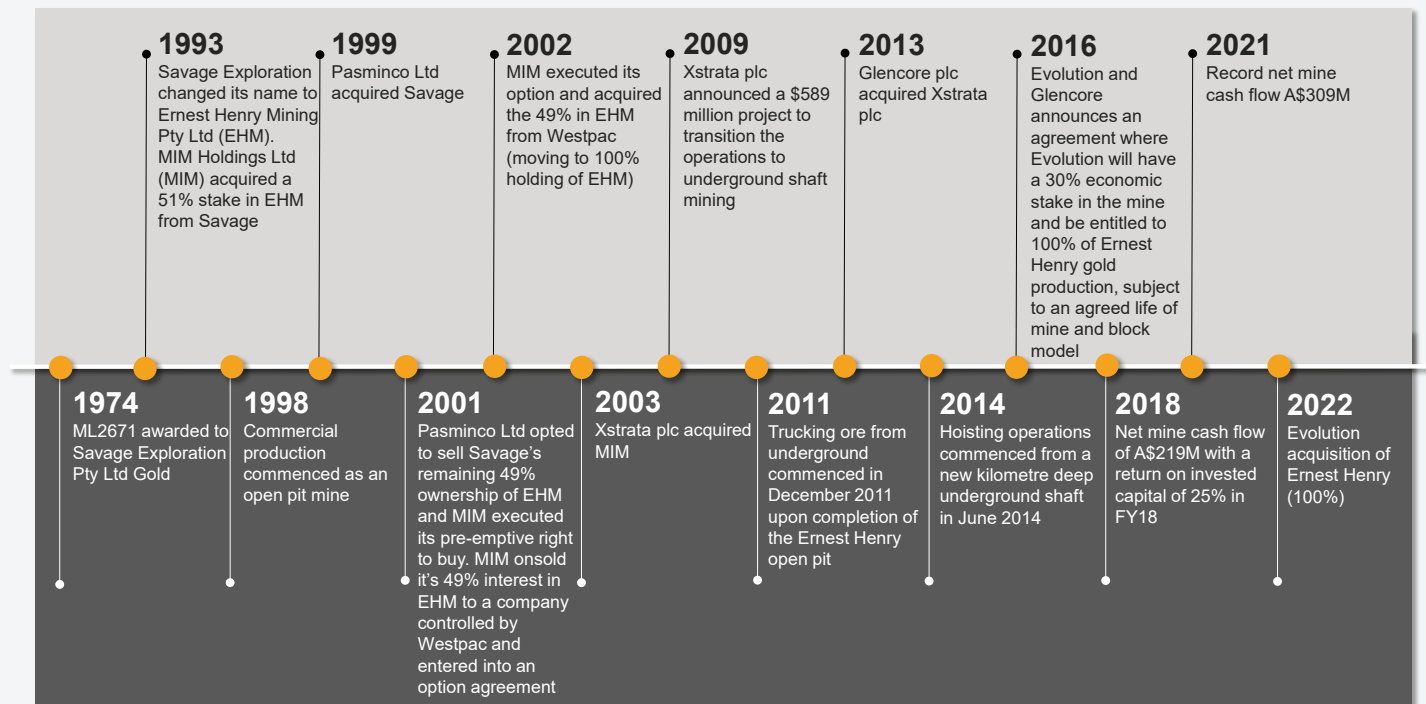 1993
Savage Exploration
changed its name to
Ernest Henry Mining
Pty Ltd (EHM).
MIM Holdings Ltd
(MIM) acquired a
51% stake in EHM
from Savage
1999
Pasminco Ltd
acquired Savage
2002
MIM executed its
option and acquired
the 49% in EHM
from Westpac
(moving to 100%
holding of EHM)
2009
Xstrata plc
announced a $589
million project to
transition the
operations to
underground shaft
mining
2013
Glencore plc
acquired Xstrata
plc
2016
Evolution and
Glencore
announces an
agreement where
Evolution will have
a 30% economic
stake in the mine
and be entitled to
100% of Ernest
Henry gold
production, subject
to an agreed life of
mine and block
model
2021
Record net mine
cash flow A$309M
1974
ML2671 awarded to
Savage Exploration
Pty Ltd Gold
1998
Commercial
production
commenced as an
open pit mine
2001
Pasminco Ltd opted
to sell Savage’s
remaining 49%
ownership of EHM
and MIM executed
its pre-emptive right
to buy. MIM onsold
it’s 49% interest in
EHM to a company
controlled by
Westpac and
entered into an
option agreement
2003
Xstrata plc acquired
MIM
2011
Trucking ore from
underground
commenced in
December 2011
upon completion of
the Ernest Henry
open pit
2014
Hoisting operations
commenced from a
new kilometre deep
underground shaft
in June 2014
2018
Net mine cash flow
of A$219M with a
return on invested
capital of 25% in
FY18
2022
Evolution
acquisition of
Ernest Henry
(100%)